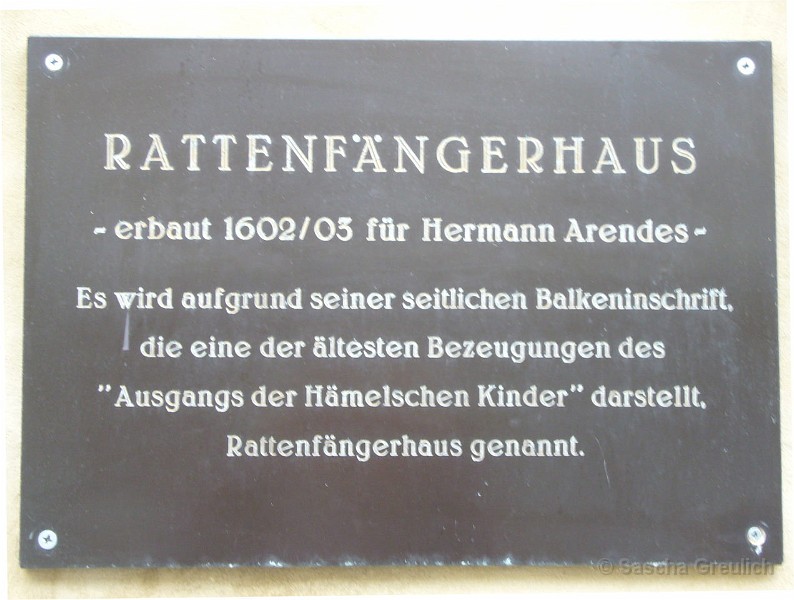 RATTENFÄNGERHAUS
- erbaut 1602/03 für Hermann Arendes -
Es wird aufgrund seiner seitlichen Balkeninschrift,
die eine der ältesten Bezeugungen des
"Ausgangs der Hämelschen Kinder" darstellt,
Rattenfängerhaus genannt.
© Sascha Greulich